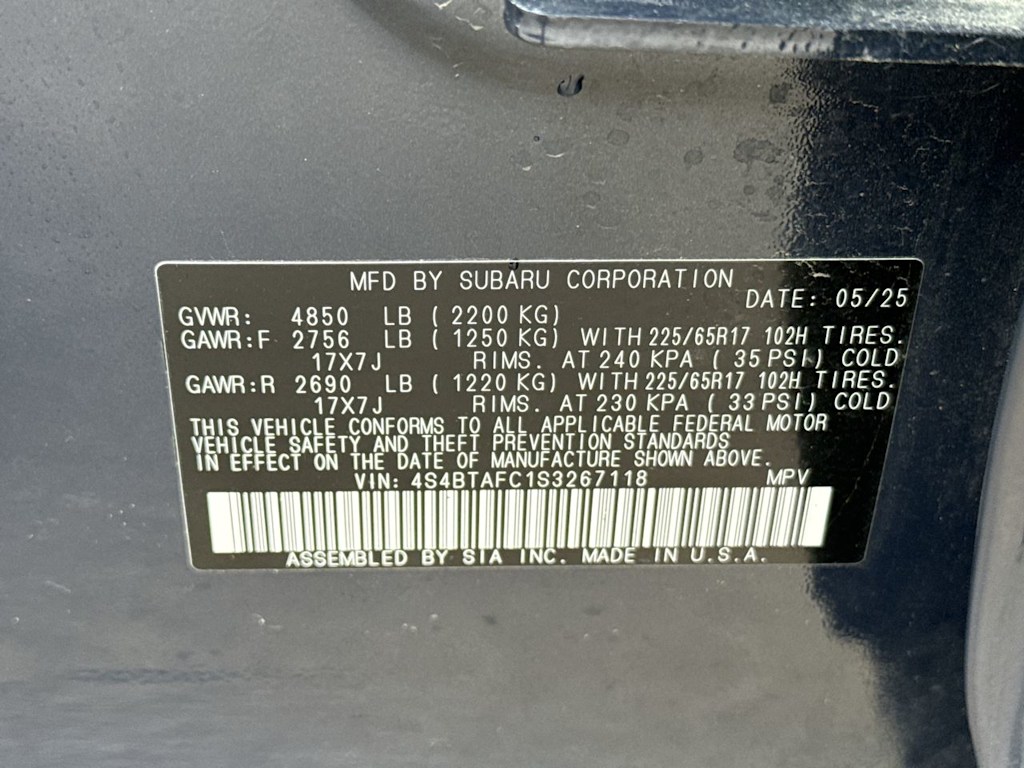 MFD BY SUBARU CORPORATION
DATE: 05/25
GVWR: 4850 LB ( 2200 KG)
GAWR:F 2756 LB ( 1250 KG) WITH 225/65R17 102H TIRES.
17X7J RIMS. AT 240 KPA ( 35 PSI) COLD
GAWR:R 2690 LB ( 1220 KG) WITH 225/65R17 102H TIRES.
17X7J RIMS. AT 230 KPA ( 33 PSI) COLD
THIS VEHICLE CONFORMS TO ALL APPLICABLE FEDERAL MOTOR
VEHICLE SAFETY AND THEFT PREVENTION STANDARDS
IN EFFECT ON THE DATE OF MANUFACTURE SHOWN ABOVE.
VIN: 4S4BTAFC1S3267118 MPV
ASSEMBLED BY SIA INC. MADE IN U.S.A.